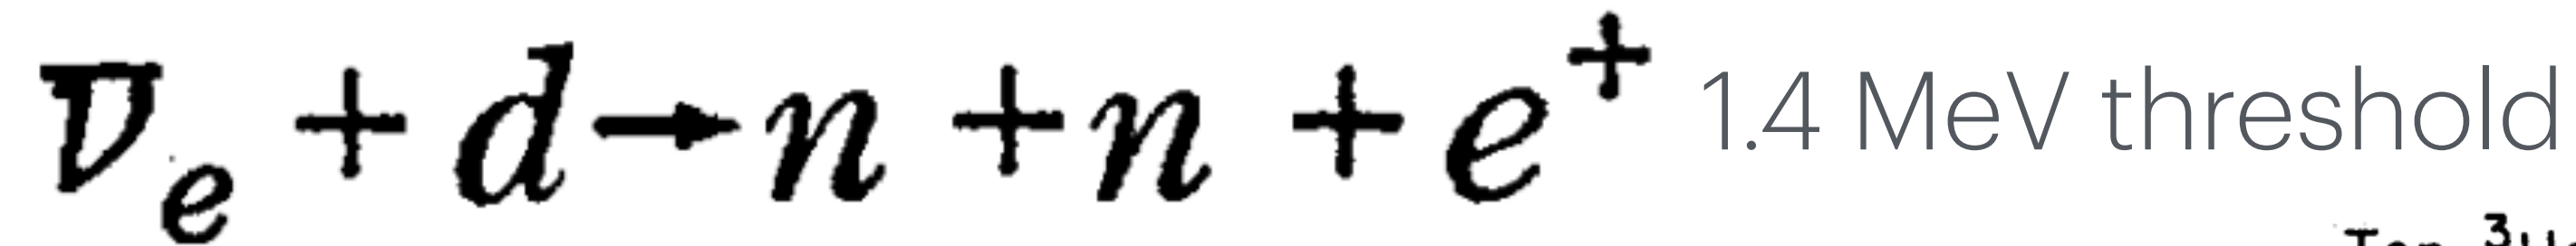 ν̅ₑ + d → n + n + e⁺ 1.4 MeV threshold